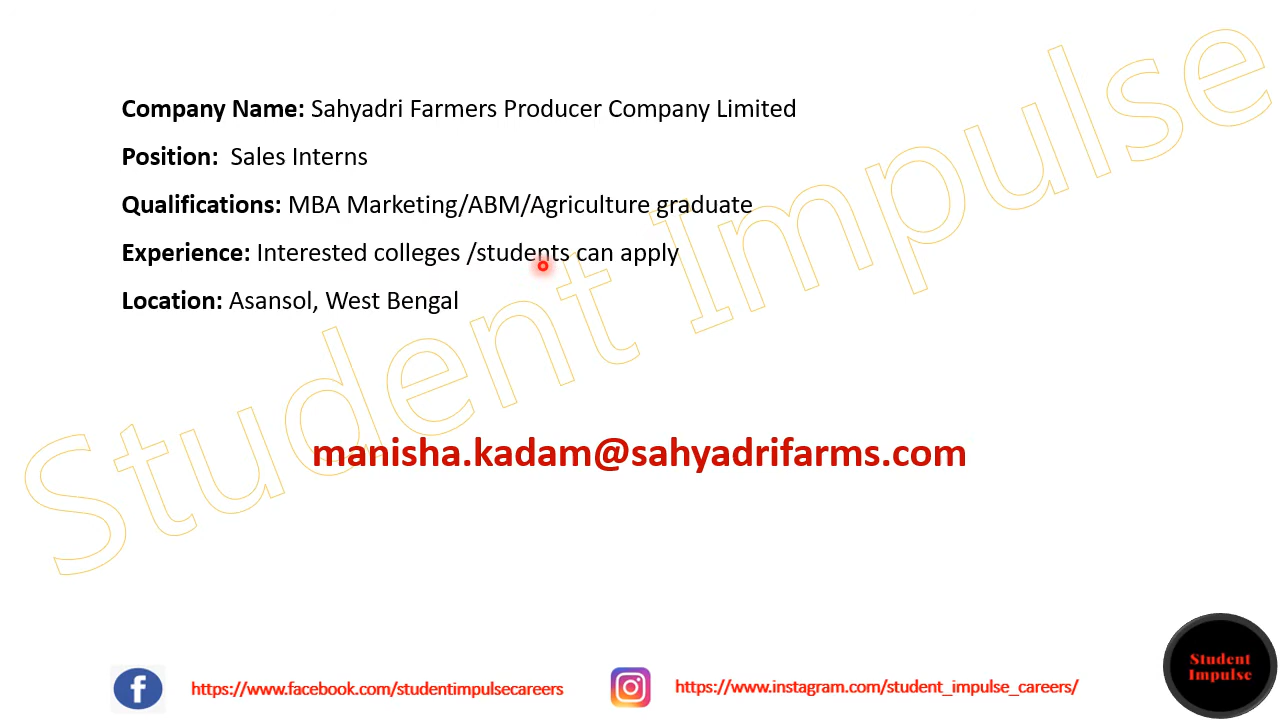 Company Name: Sahyadri Farmers Producer Company Limited
Position: Sales Interns
Qualifications: MBA Marketing/ABM/Agriculture graduate
Experience: Interested colleges /students can apply
Location: Asansol, West Bengal
Student Impulse
manisha.kadam@sahyadrifarms.com
https://www.facebook.com/studentimpulsecareers
https://www.instagram.com/student_impulse_careers/
Student
Impulse